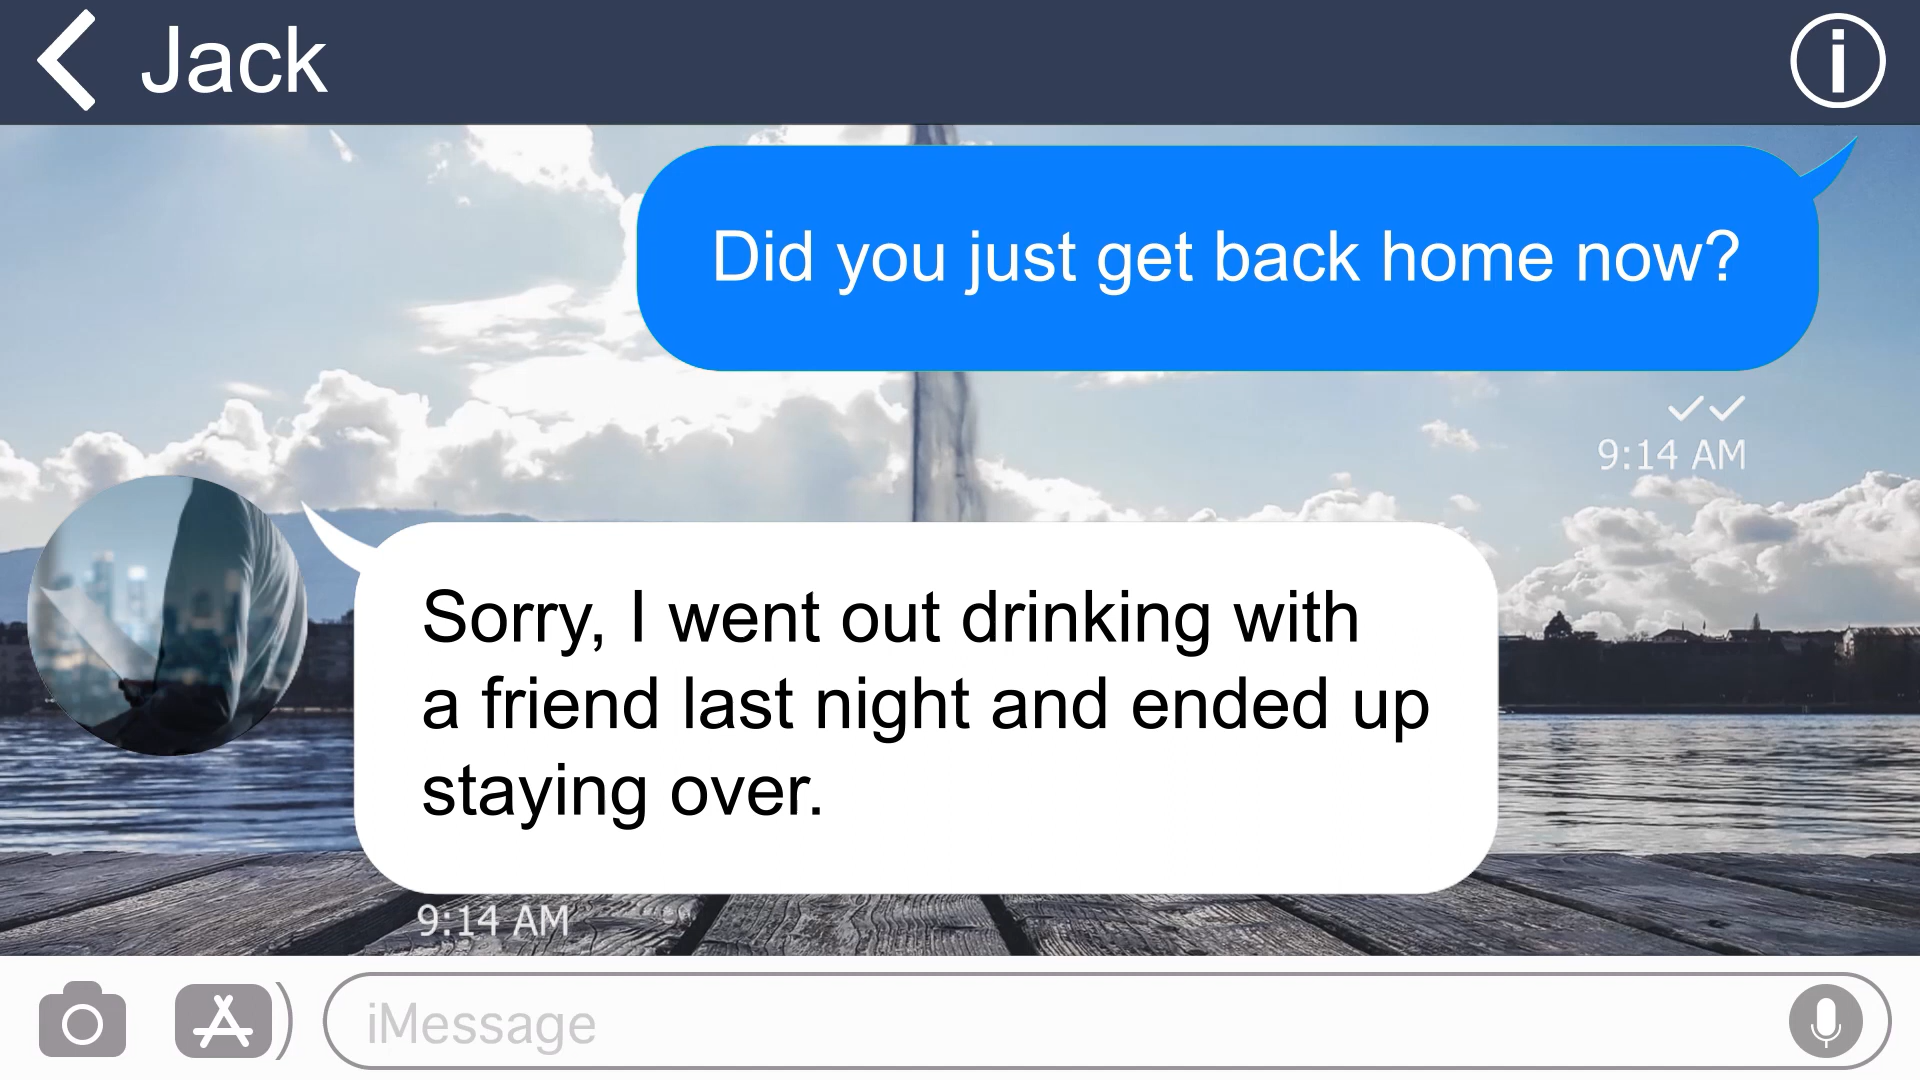 Jack
Did you just get back home now?
9:14 AM
Sorry, I went out drinking with
a friend last night and ended up
staying over.
9:14 AM
iMessage